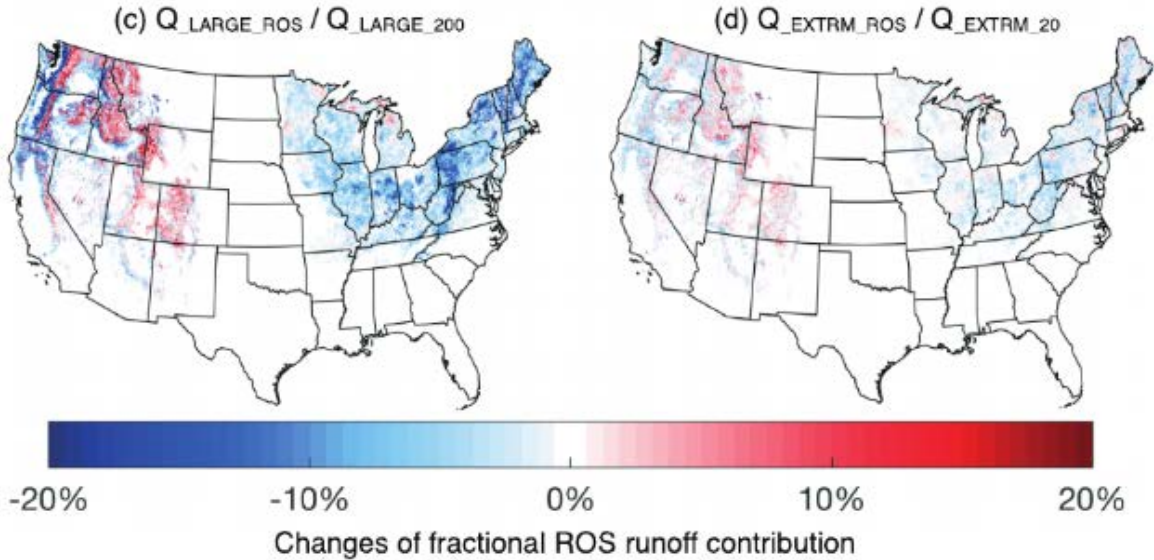 (c) Q_LARGE_ROS / Q_LARGE_200
(d) Q_EXTRM_ROS / Q_EXTRM_20
-20%
-10%
0%
10%
20%
Changes of fractional ROS runoff contribution